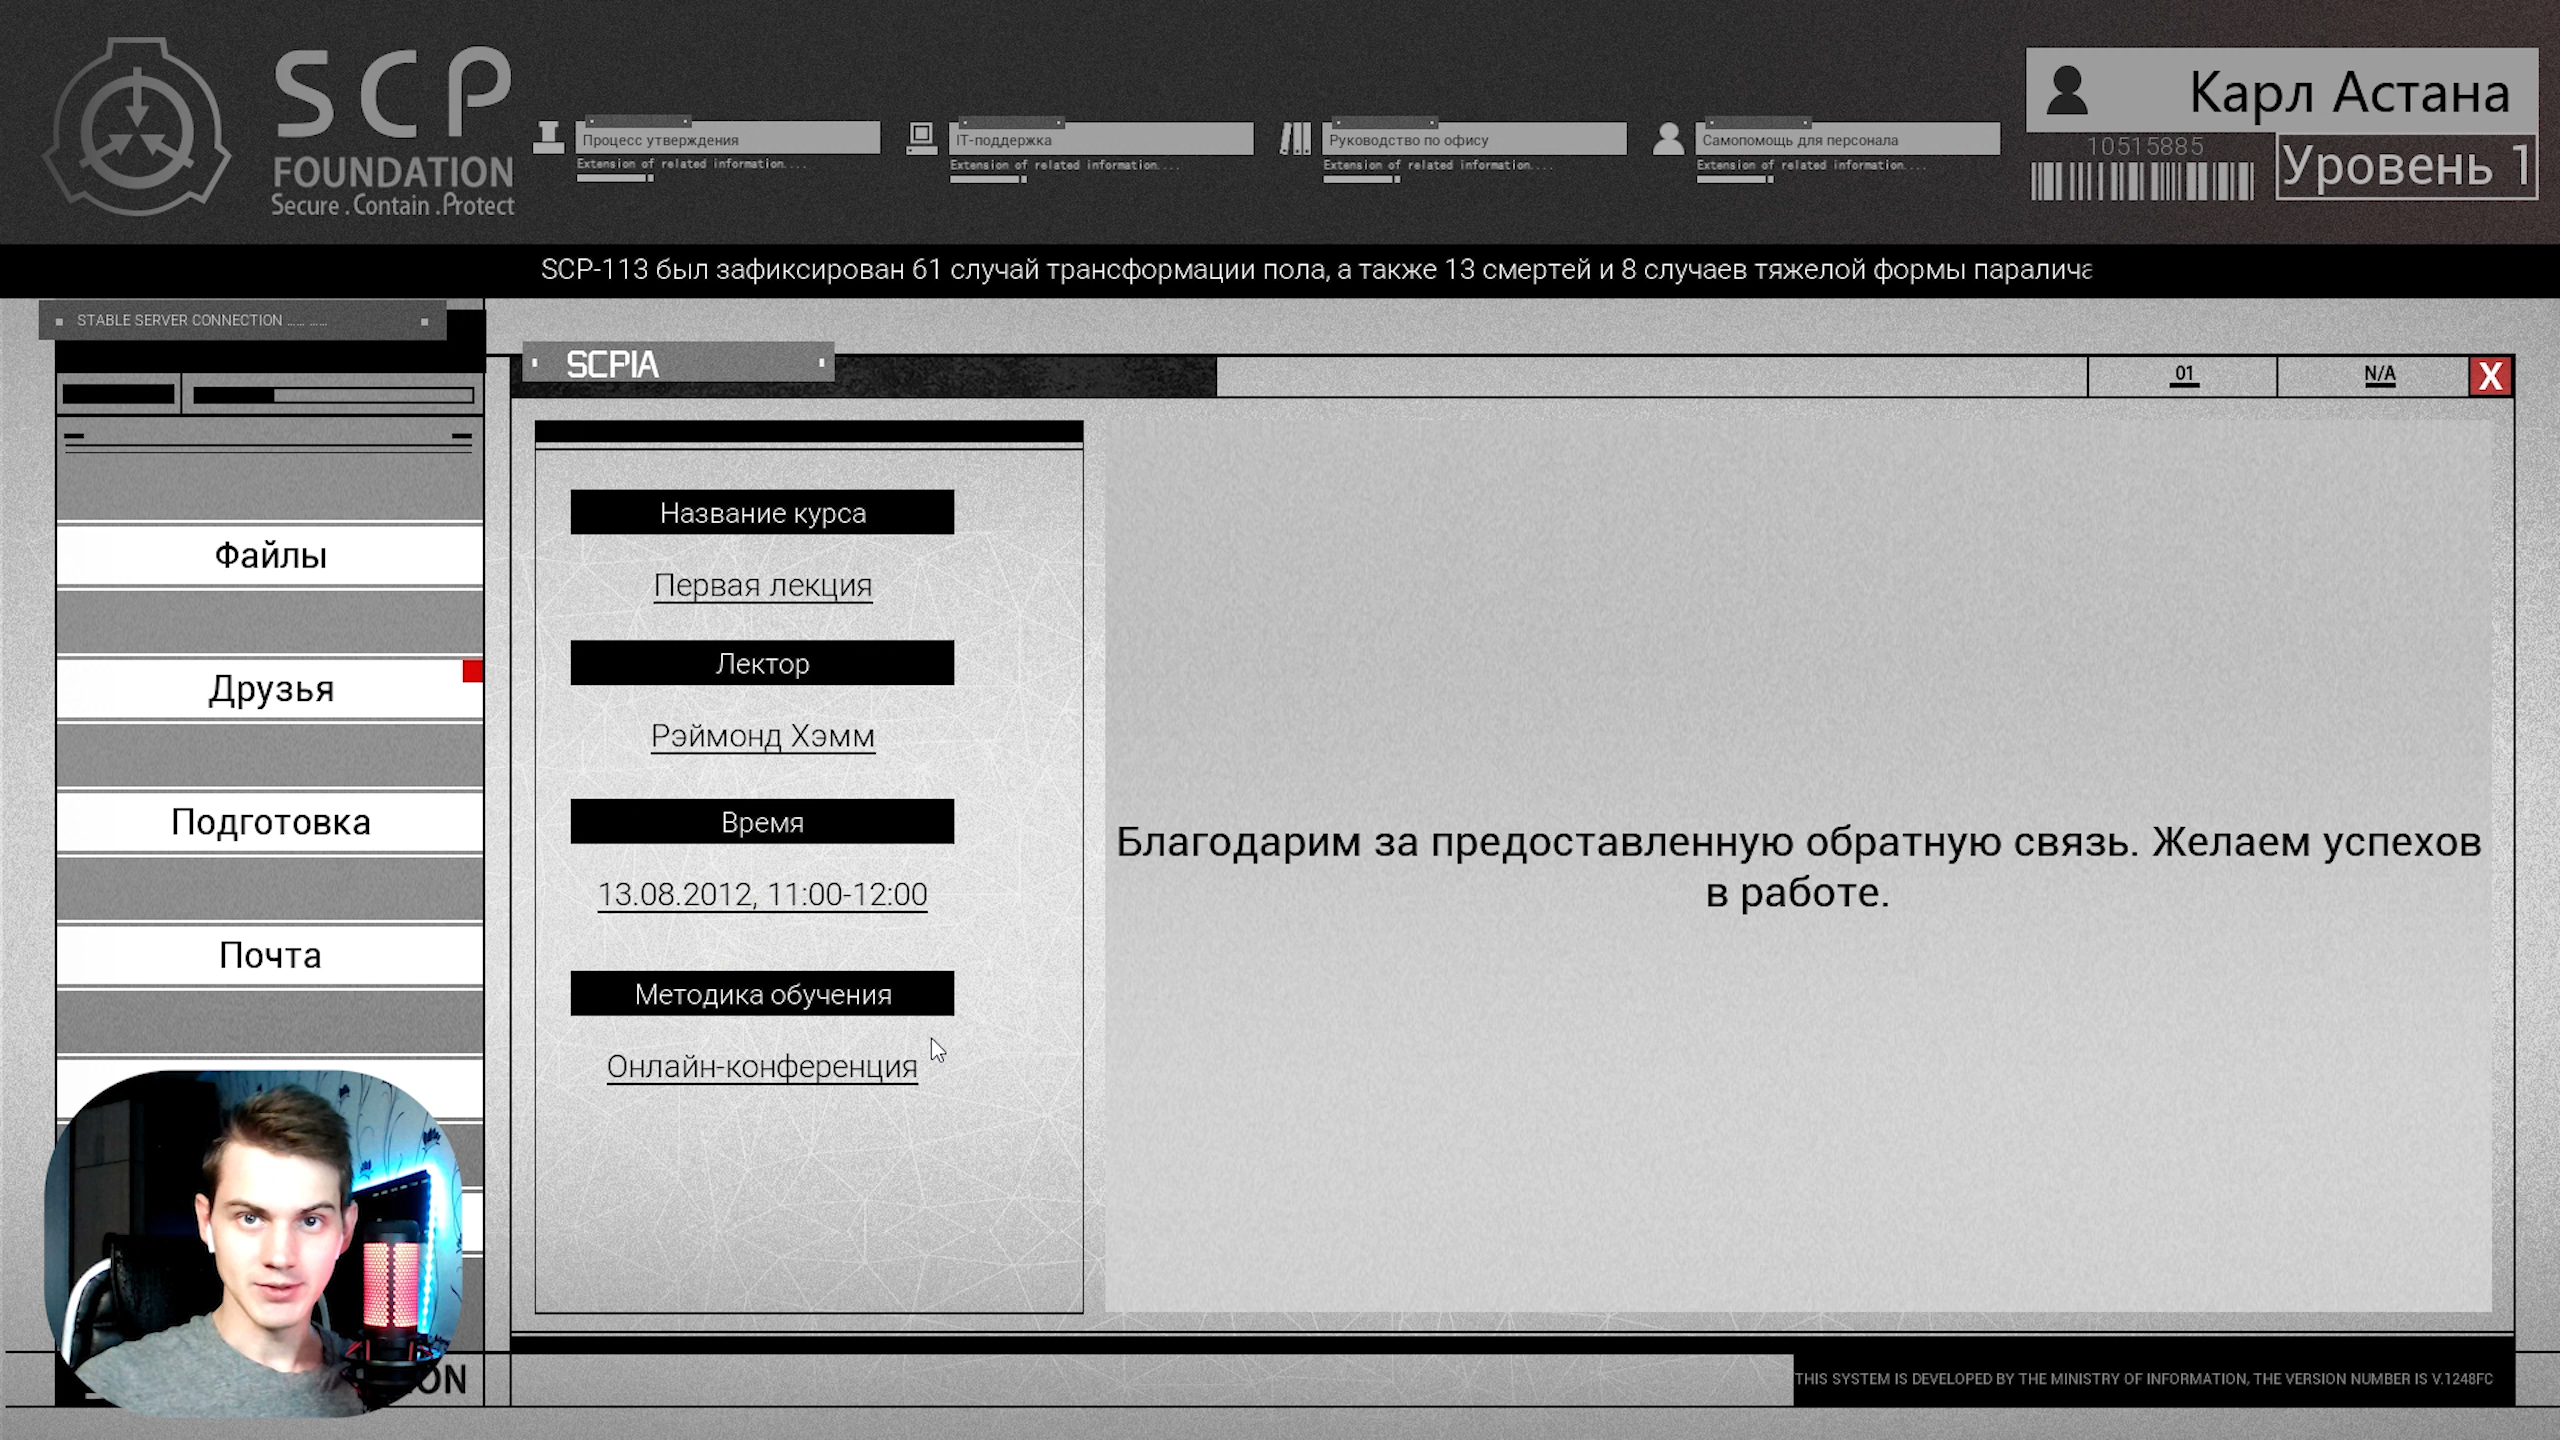 SCP
FOUNDATION
Secure . Contain . Protect
Процесс утверждения
Extension of related information....
IT-поддержка
Extension of related information....
Руководство по офису
Extension of related information....
Самопомощь для персонала
Extension of related information....
Карл Астана
10515885
Уровень 1
SCP-113 был зафиксирован 61 случай трансформации пола, а также 13 смертей и 8 случаев тяжелой формы паралича
STABLE SERVER CONNECTION ...... ......
SCPIA
01
N/A
X
Файлы
Друзья
Подготовка
Почта
Название курса
Первая лекция
Лектор
Рэймонд Хэмм
Время
13.08.2012, 11:00-12:00
Методика обучения
Онлайн-конференция
Благодарим за предоставленную обратную связь. Желаем успехов
в работе.
THIS SYSTEM IS DEVELOPED BY THE MINISTRY OF INFORMATION, THE VERSION NUMBER IS V.1248FC